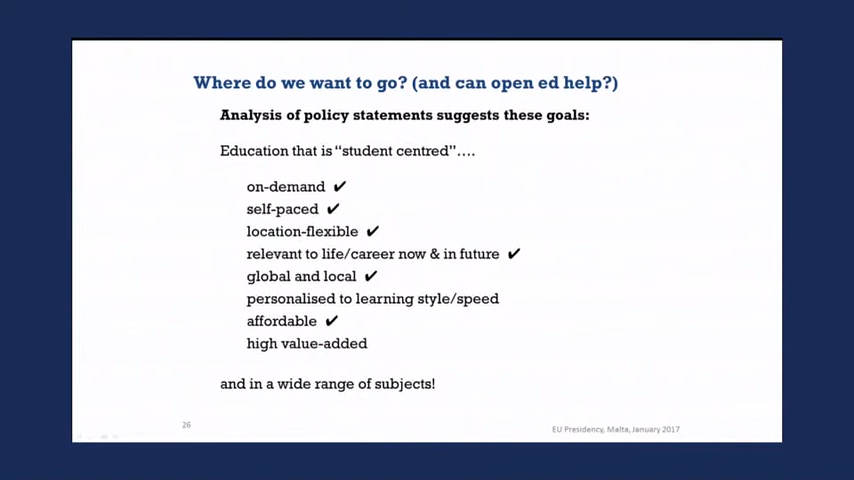 Where do we want to go? (and can open ed help?)
Analysis of policy statements suggests these goals:
Education that is “student centred”….
on-demand ✔
self-paced ✔
location-flexible ✔
relevant to life/career now & in future ✔
global and local ✔
personalised to learning style/speed
affordable ✔
high value-added
and in a wide range of subjects!
26
EU Presidency, Malta, January 2017